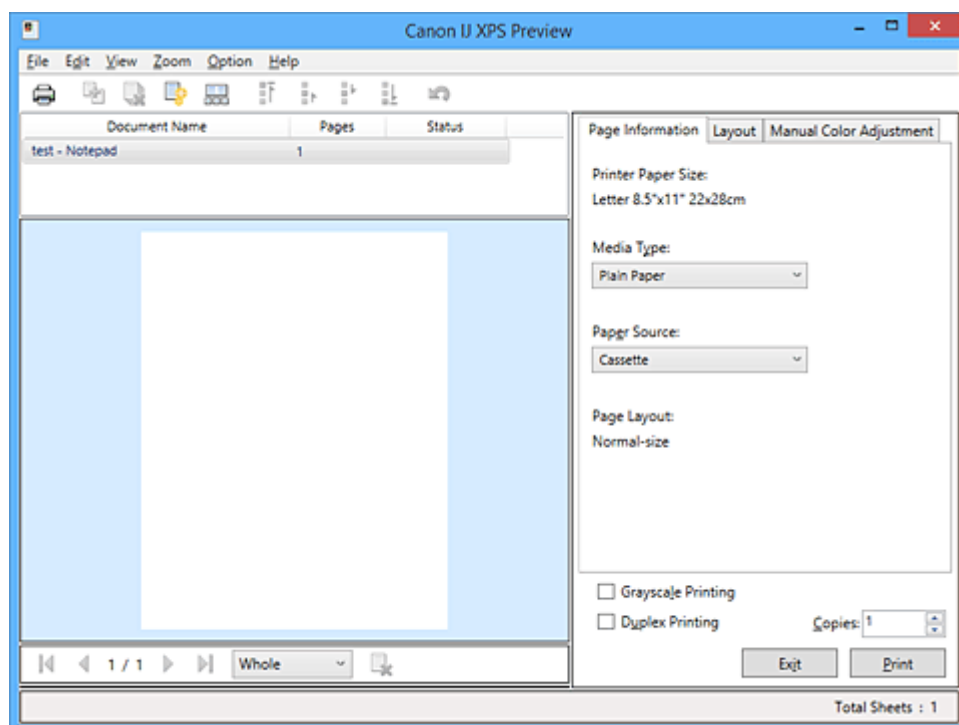 Canon IJ XPS Preview
File Edit View Zoom Option Help
Document Name Pages Status
test - Notepad 1
Page Information Layout Manual Color Adjustment
Printer Paper Size:
Letter 8.5"x11" 22x28cm
Media Type:
Plain Paper
Paper Source:
Cassette
Page Layout:
Normal-size
Grayscale Printing
Duplex Printing Copies: 1
1 / 1 Whole Exit Print
Total Sheets : 1